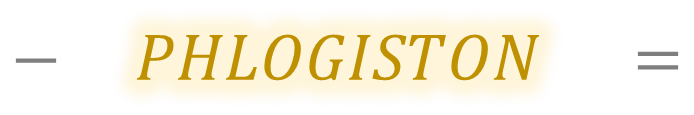 − PHLOGISTON =